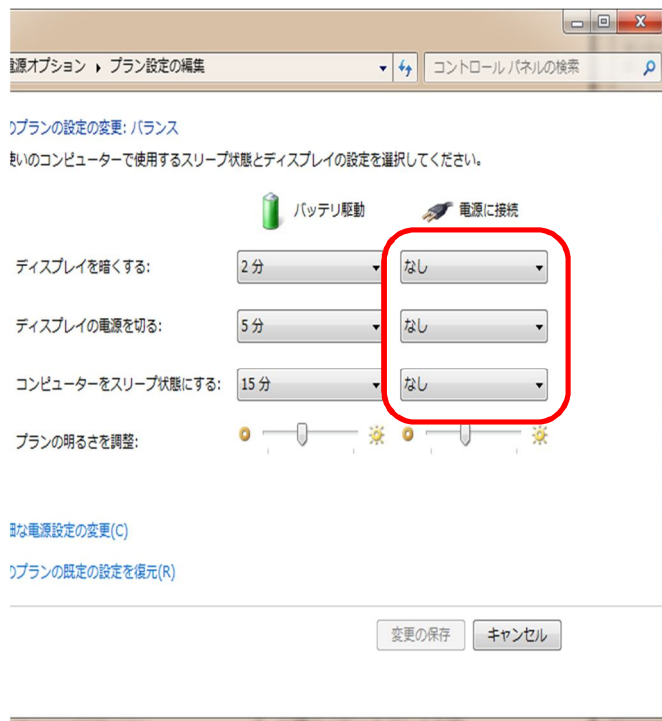 電源オプション ▸ プラン設定の編集
コントロール パネルの検索
のプランの設定の変更: バランス
使いのコンピューターで使用するスリープ状態とディスプレイの設定を選択してください。
バッテリ駆動
電源に接続
ディスプレイを暗くする: 2 分 なし
ディスプレイの電源を切る: 5 分 なし
コンピューターをスリープ状態にする: 15 分 なし
プランの明るさを調整:
細な電源設定の変更(C)
のプランの既定の設定を復元(R)
変更の保存 キャンセル